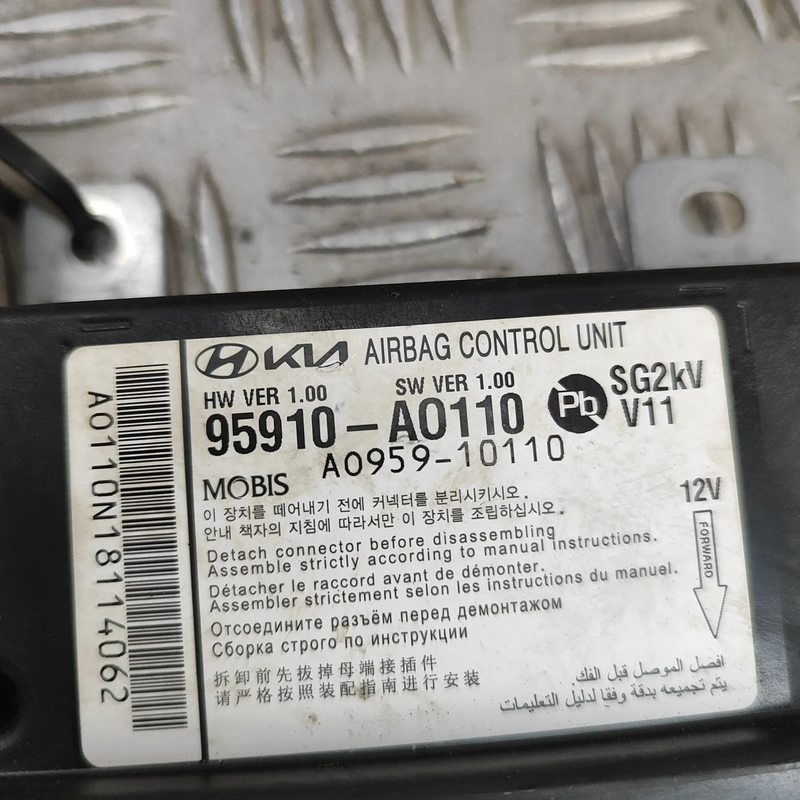 KIA AIRBAG CONTROL UNIT
HW VER 1.00 SW VER 1.00
95910-A0110
Pb
SG2kV
V11
A0959-10110
MOBIS
12V
FORWARD
이 장치를 떼어내기 전에 커넥터를 분리시키시오.
안내 책자의 지침에 따라서만 이 장치를 조립하십시오.
Detach connector before disassembling
Assemble strictly according to manual instructions.
Détacher le raccord avant de démonter.
Assembler strictement selon les instructions du manuel.
Отсоедините разъём перед демонтажом
Сборка строго по инструкции
拆卸前先拔掉母端接插件
请严格按照装配指南进行安装
افصل الموصل قبل الفك.
يتم تجميعه بدقة وفقا لدليل التعليمات
A0110N18114062